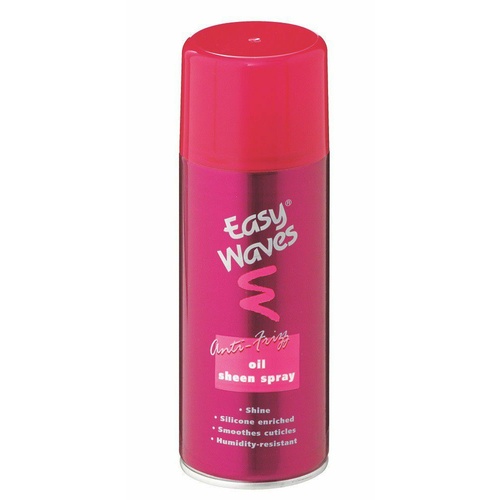 Easy®
Waves
Anti-Frizz
oil
sheen spray
• Shine
• Silicone enriched
• Smoothes cuticles
• Humidity-resistant